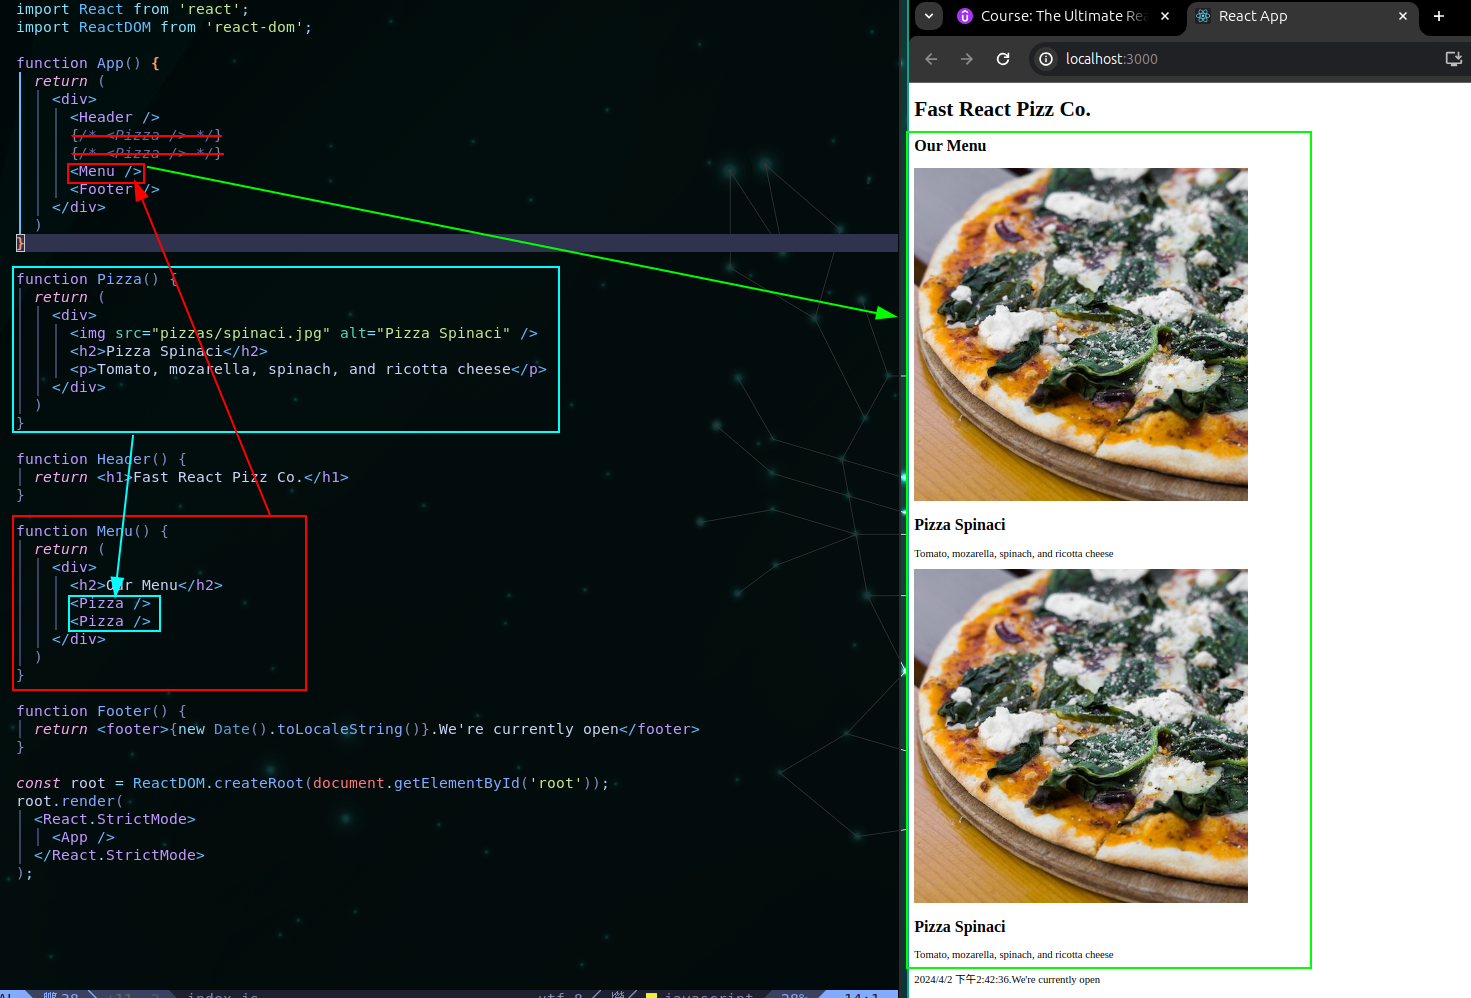 import React from 'react';
import ReactDOM from 'react-dom';
function App() {
return (
<div>
<Header />
{/* <Pizza /> */}
{/* <Pizza /> */}
<Menu />
<Footer />
</div>
)
}
function Pizza() {
return (
<div>
<img src="pizzas/spinaci.jpg" alt="Pizza Spinaci" />
<h2>Pizza Spinaci</h2>
<p>Tomato, mozarella, spinach, and ricotta cheese</p>
</div>
)
}
function Header() {
return <h1>Fast React Pizz Co.</h1>
}
function Menu() {
return (
<div>
<h2>Our Menu</h2>
<Pizza />
<Pizza />
</div>
)
}
function Footer() {
return <footer>{new Date().toLocaleString()}.We're currently open</footer>
}
const root = ReactDOM.createRoot(document.getElementById('root'));
root.render(
<React.StrictMode>
<App />
</React.StrictMode>
);
index.js
utf-8
javascript
28%
14:1
Course: The Ultimate Rea
React App
localhost:3000
Fast React Pizz Co.
Our Menu
Pizza Spinaci
Tomato, mozarella, spinach, and ricotta cheese
Pizza Spinaci
Tomato, mozarella, spinach, and ricotta cheese
2024/4/2 下午2:42:36.We're currently open